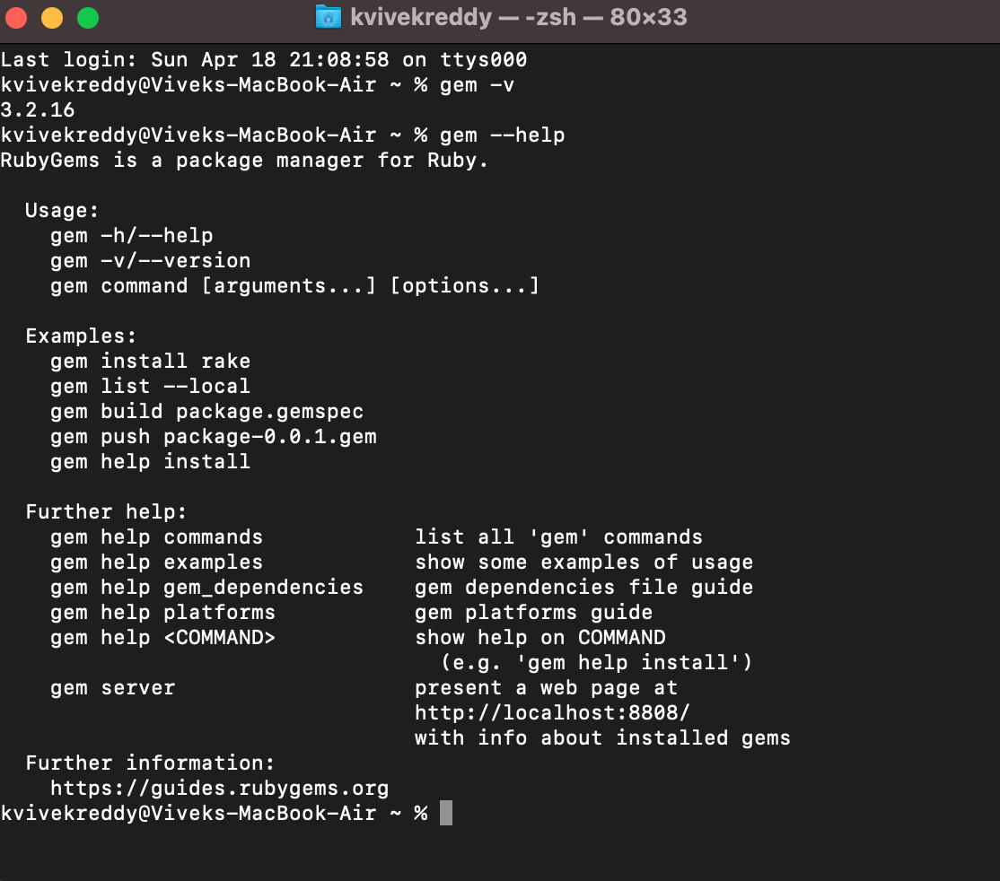 kvivekreddy — -zsh — 80×33
Last login: Sun Apr 18 21:08:58 on ttys000
kvivekreddy@Viveks-MacBook-Air ~ % gem -v
3.2.16
kvivekreddy@Viveks-MacBook-Air ~ % gem --help
RubyGems is a package manager for Ruby.

  Usage:
    gem -h/--help
    gem -v/--version
    gem command [arguments...] [options...]

  Examples:
    gem install rake
    gem list --local
    gem build package.gemspec
    gem push package-0.0.1.gem
    gem help install

  Further help:
    gem help commands            list all 'gem' commands
    gem help examples            show some examples of usage
    gem help gem_dependencies    gem dependencies file guide
    gem help platforms           gem platforms guide
    gem help <COMMAND>           show help on COMMAND
                                   (e.g. 'gem help install')
    gem server                   present a web page at
                                 http://localhost:8808/
                                 with info about installed gems
  Further information:
    https://guides.rubygems.org
kvivekreddy@Viveks-MacBook-Air ~ %